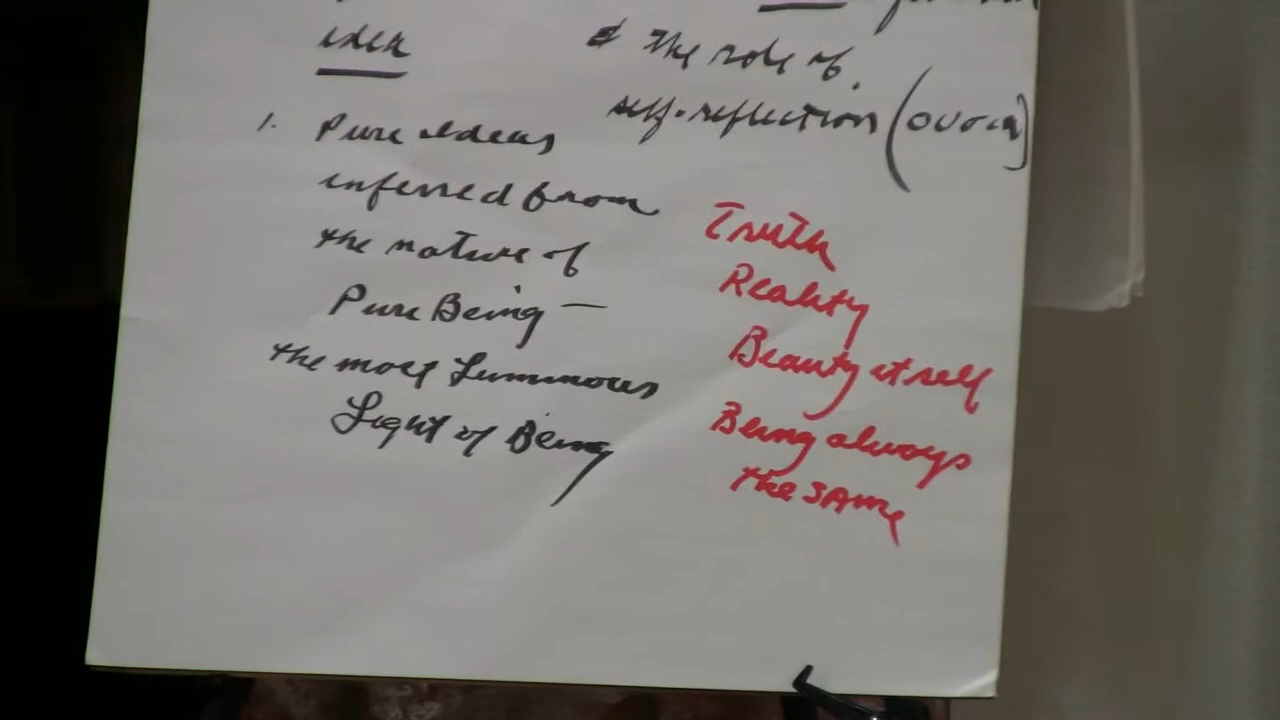 idea
& the role of
self-reflection (ουσια)
1. Pure Ideas
inferred from
the nature of
Pure Being —
the most Luminous
Light of Being
Truth
Reality
Beauty itself
Being always
the SAme